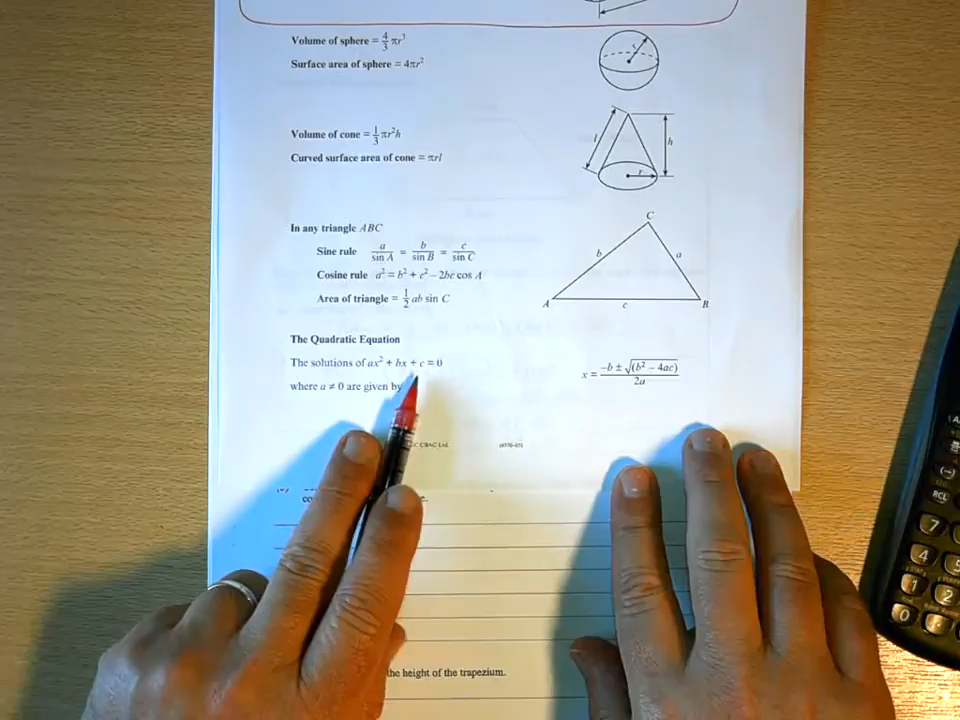 Volume of sphere = 4/3 πr³
Surface area of sphere = 4πr²
r
Volume of cone = 1/3 πr²h
Curved surface area of cone = πrl
l
h
r
In any triangle ABC
Sine rule a/sin A = b/sin B = c/sin C
Cosine rule a² = b² + c² − 2bc cos A
Area of triangle = 1/2 ab sin C
C
b
a
A
c
B
The Quadratic Equation
The solutions of ax² + bx + c = 0
where a ≠ 0 are given by
x = −b ± √(b² − 4ac) / 2a
CBAC Ltd.
co
e.
the height of the trapezium.
(−)
RCL
7
4
5
1
2
0